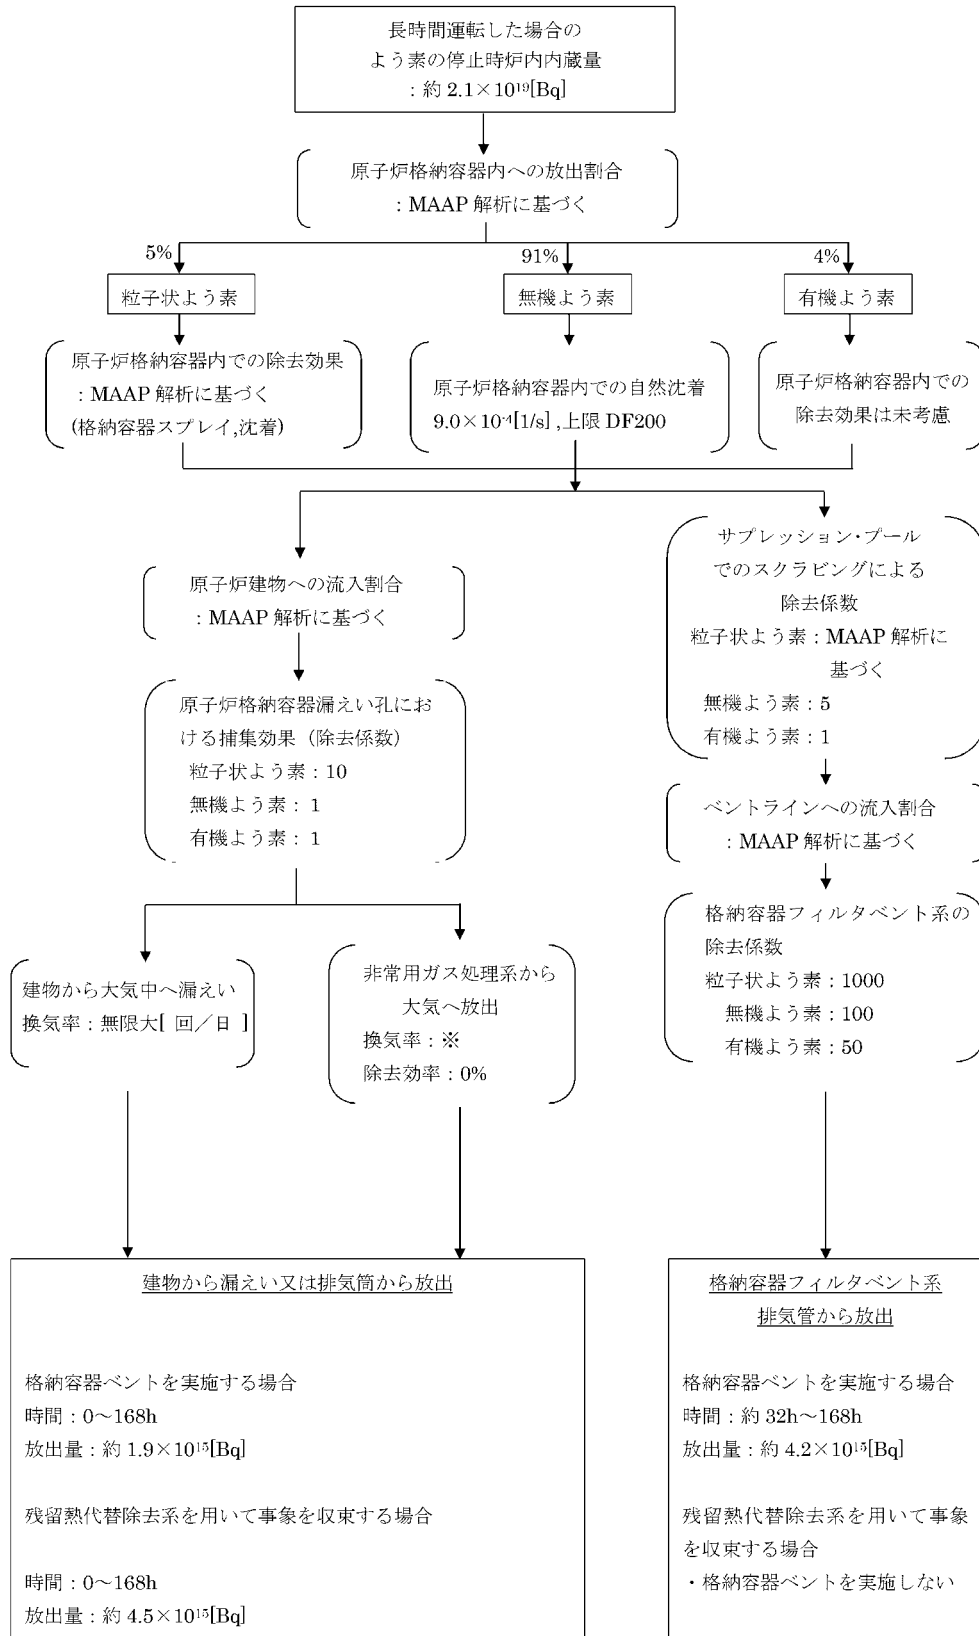 長時間運転した場合の
よう素の停止時炉内内蔵量
：約 2.1×10¹⁹[Bq]
原子炉格納容器内への放出割合
：MAAP 解析に基づく
5%
91%
4%
粒子状よう素
無機よう素
有機よう素
原子炉格納容器内での除去効果
：MAAP 解析に基づく
(格納容器スプレイ,沈着)
原子炉格納容器内での自然沈着
9.0×10⁻⁴[1/s] ,上限 DF200
原子炉格納容器内での
除去効果は未考慮
原子炉建物への流入割合
：MAAP 解析に基づく
原子炉格納容器漏えい孔にお
ける捕集効果（除去係数）
粒子状よう素：10
無機よう素：1
有機よう素：1
サプレッション・プール
でのスクラビングによる
除去係数
粒子状よう素：MAAP 解析に
基づく
無機よう素：5
有機よう素：1
ベントラインへの流入割合
：MAAP 解析に基づく
建物から大気中へ漏えい
換気率：無限大[ 回／日 ]
非常用ガス処理系から
大気へ放出
換気率：※
除去効率：0%
格納容器フィルタベント系の
除去係数
粒子状よう素：1000
無機よう素：100
有機よう素：50
建物から漏えい又は排気筒から放出
格納容器ベントを実施する場合
時間：0～168h
放出量：約 1.9×10¹⁵[Bq]
残留熱代替除去系を用いて事象を収束する場合
時間：0～168h
放出量：約 4.5×10¹⁵[Bq]
格納容器フィルタベント系
排気管から放出
格納容器ベントを実施する場合
時間：約 32h～168h
放出量：約 4.2×10¹⁵[Bq]
残留熱代替除去系を用いて事象
を収束する場合
・格納容器ベントを実施しない